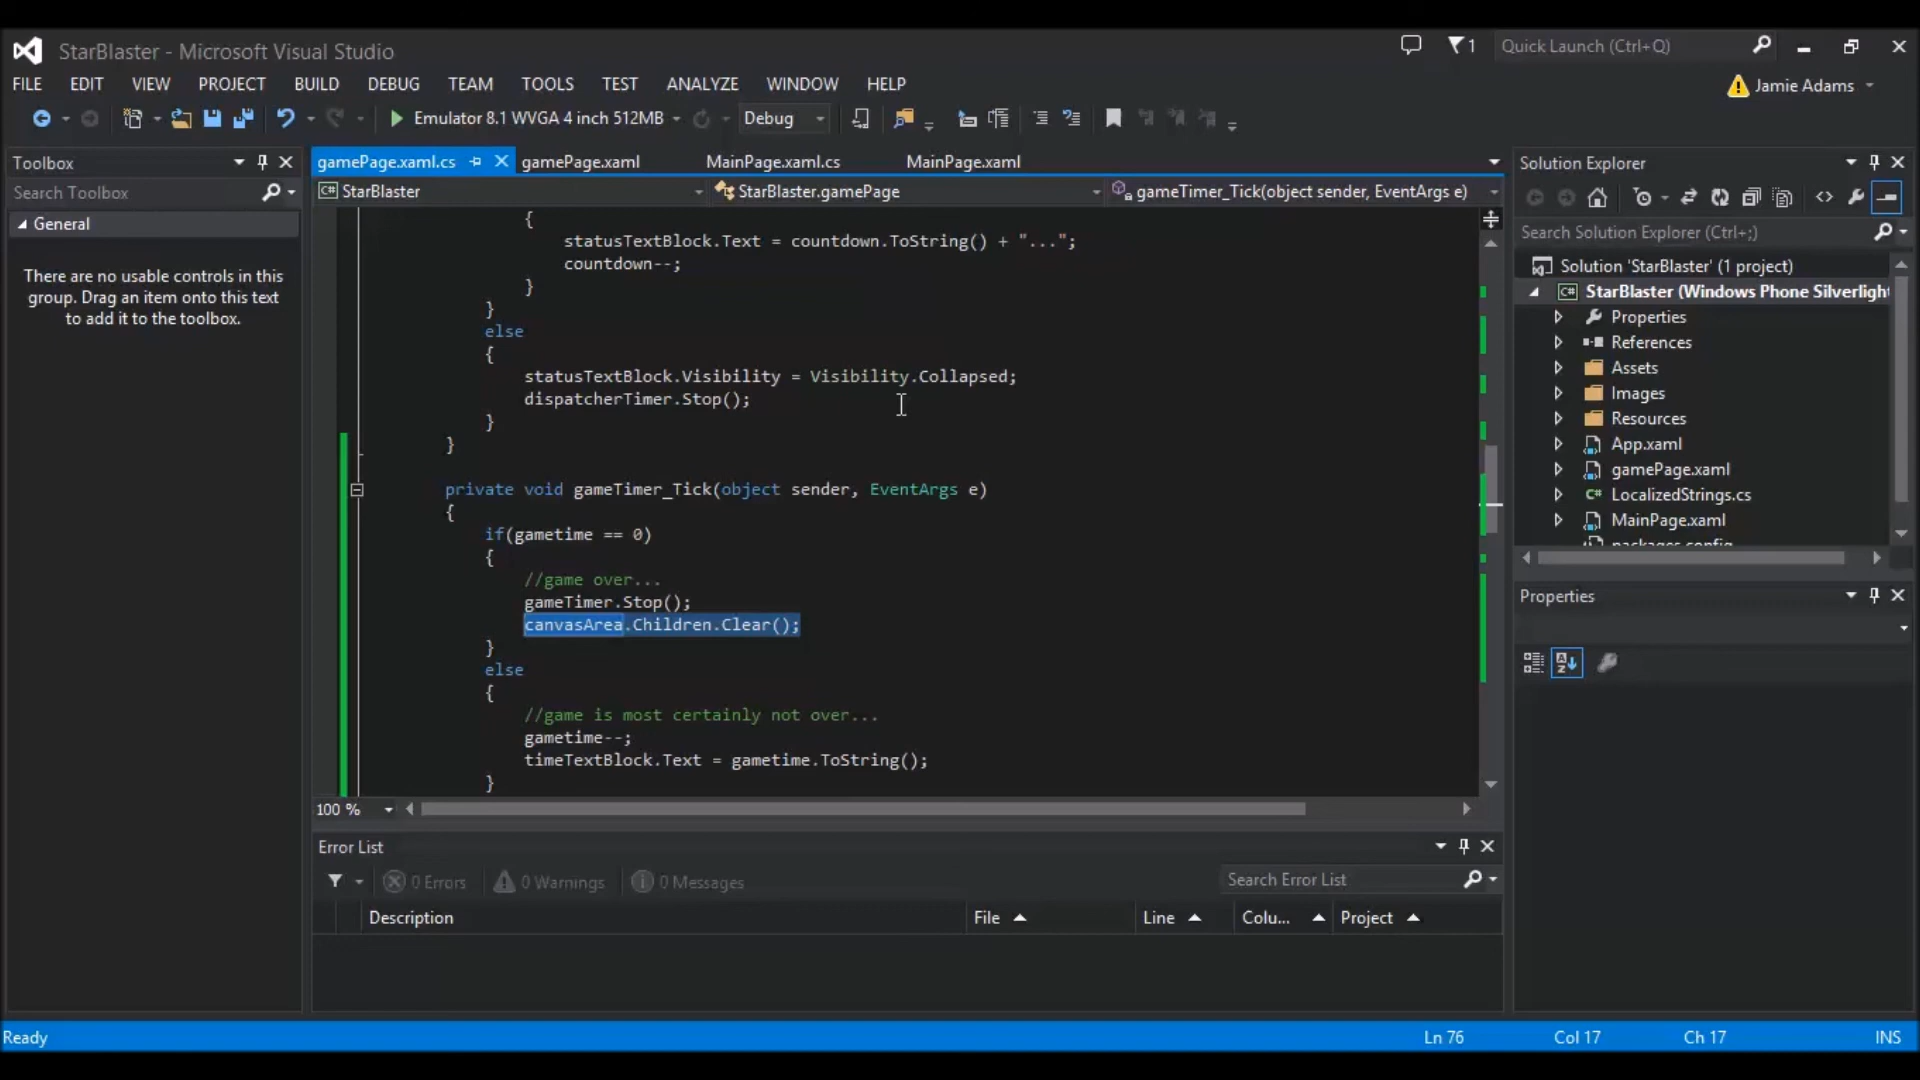 StarBlaster - Microsoft Visual Studio
1
Quick Launch (Ctrl+Q)
FILE EDIT VIEW PROJECT BUILD DEBUG TEAM TOOLS TEST ANALYZE WINDOW HELP
Jamie Adams
Emulator 8.1 WVGA 4 inch 512MB
Debug
Toolbox
Search Toolbox
General
There are no usable controls in this
group. Drag an item onto this text
to add it to the toolbox.
gamePage.xaml.cs gamePage.xaml MainPage.xaml.cs MainPage.xaml
C# StarBlaster StarBlaster.gamePage gameTimer_Tick(object sender, EventArgs e)
{
statusTextBlock.Text = countdown.ToString() + "...";
countdown--;
}
}
else
{
statusTextBlock.Visibility = Visibility.Collapsed;
dispatcherTimer.Stop();
}
}
private void gameTimer_Tick(object sender, EventArgs e)
{
if(gametime == 0)
{
//game over...
gameTimer.Stop();
canvasArea.Children.Clear();
}
else
{
//game is most certainly not over...
gametime--;
timeTextBlock.Text = gametime.ToString();
}
100 %
Error List
0 Errors 0 Warnings 0 Messages
Search Error List
Description File Line Colu... Project
Solution Explorer
Search Solution Explorer (Ctrl+;)
Solution 'StarBlaster' (1 project)
C# StarBlaster (Windows Phone Silverligh
Properties
References
Assets
Images
Resources
App.xaml
gamePage.xaml
C# LocalizedStrings.cs
MainPage.xaml
packages.config
Properties
Ready
Ln 76 Col 17 Ch 17 INS